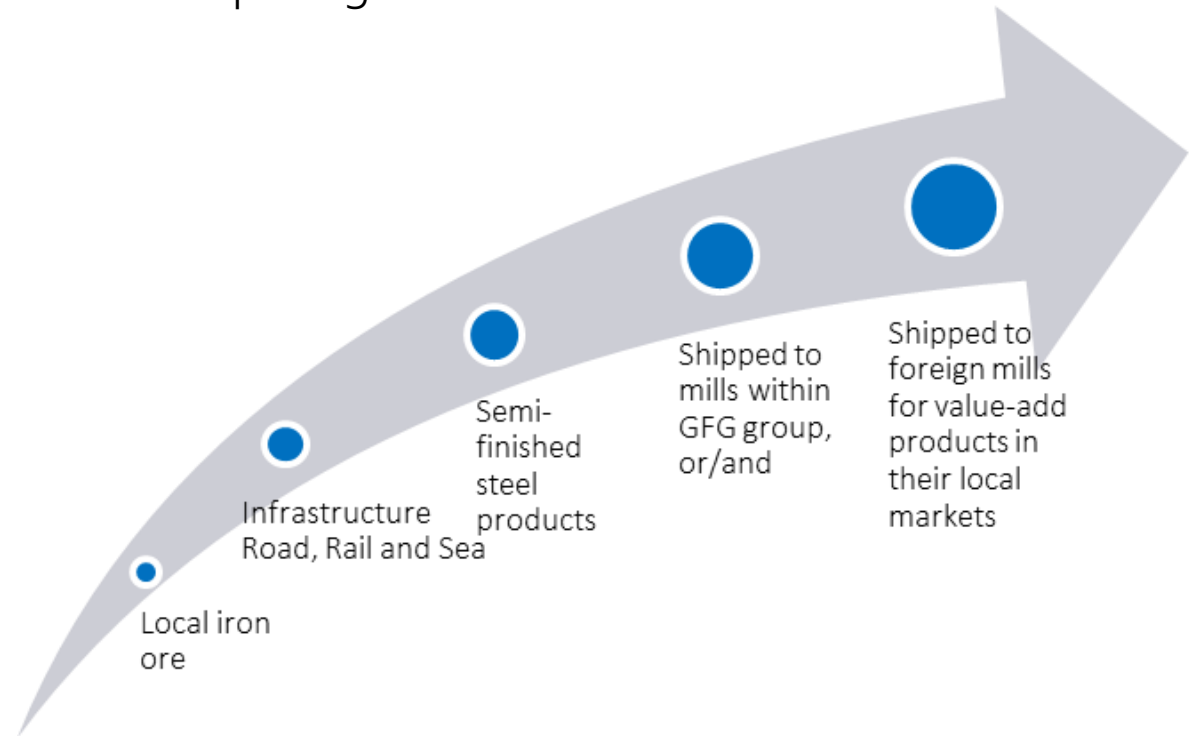 Local iron
ore
Infrastructure
Road, Rail and Sea
Semi-
finished
steel
products
Shipped to
mills within
GFG group,
or/and
Shipped to
foreign mills
for value-add
products in
their local
markets